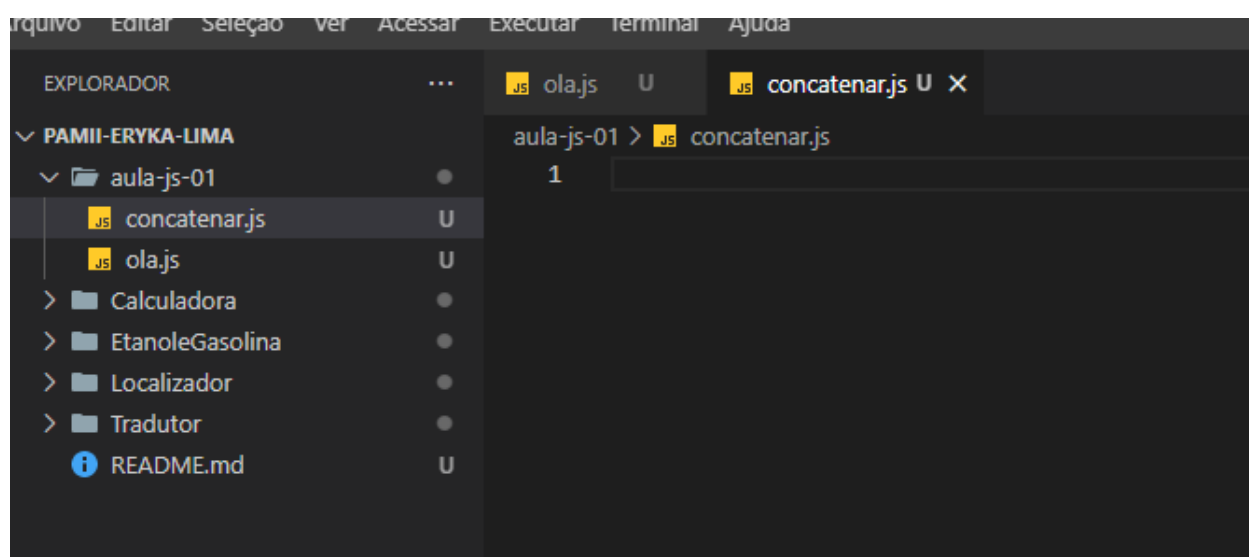 rquivo Editar Seleção Ver Acessar Executar Terminal Ajuda
EXPLORADOR ...
PAMII-ERYKA-LIMA
aula-js-01
JS concatenar.js U
JS ola.js U
Calculadora
EtanoleGasolina
Localizador
Tradutor
README.md U
JS ola.js U JS concatenar.js U
aula-js-01 > JS concatenar.js
1